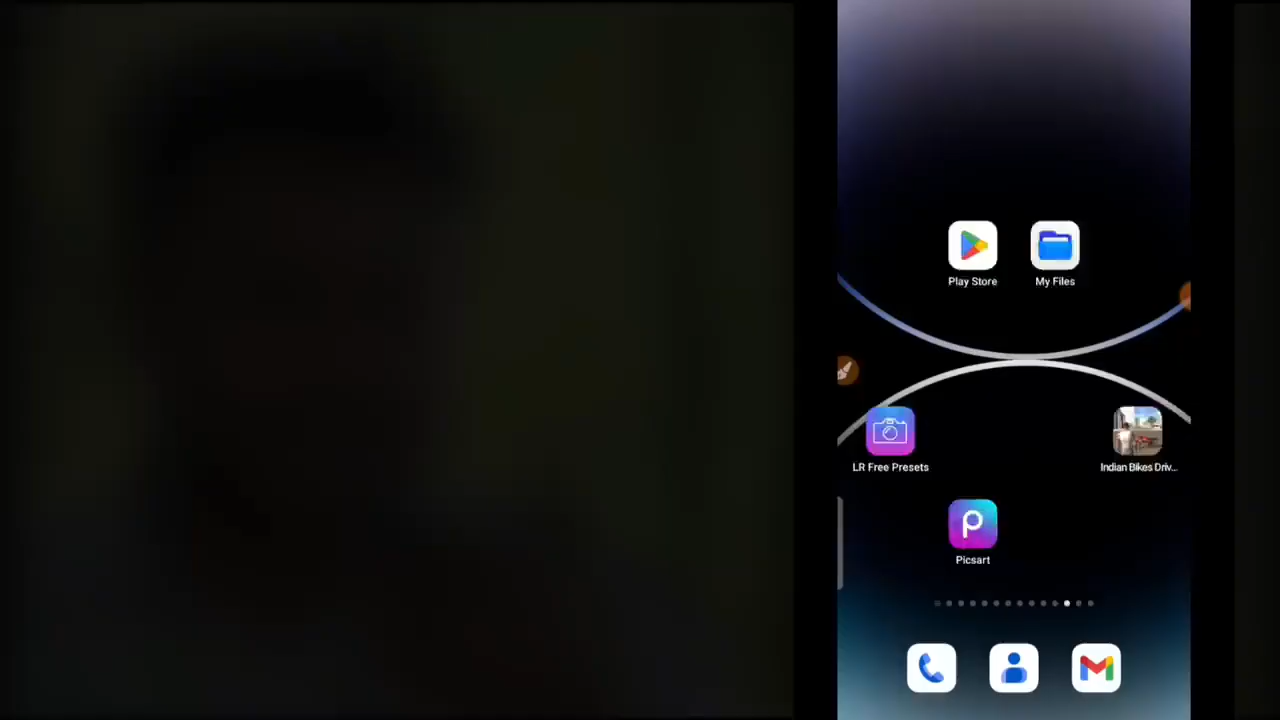 Play Store
My Files
LR Free Presets
Indian Bikes Driv...
Picsart